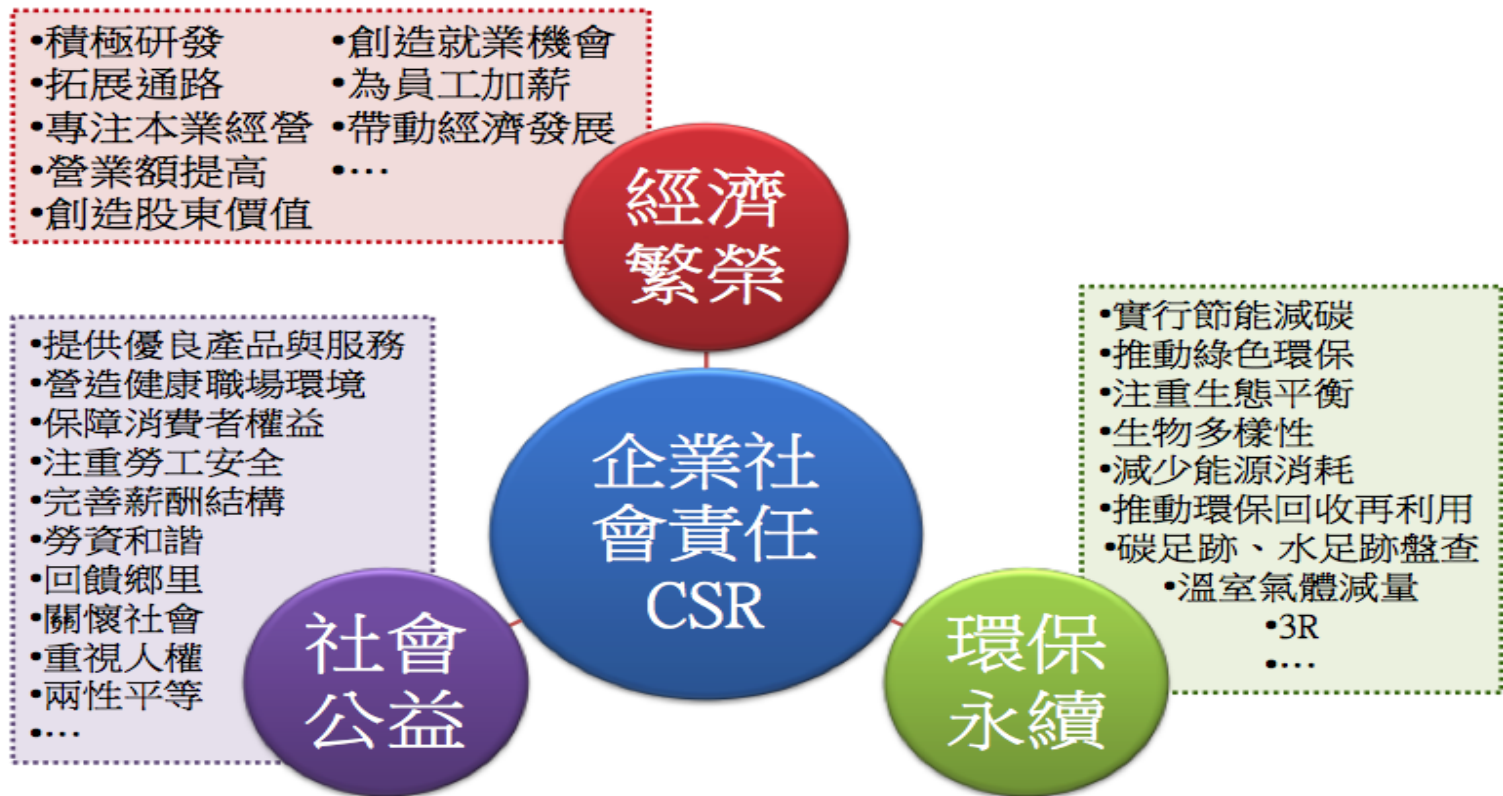 •積極研發
•拓展通路
•專注本業經營
•營業額提高
•創造股東價值
•創造就業機會
•為員工加薪
•帶動經濟發展
•…
經濟
繁榮
企業社
會責任
CSR
•提供優良產品與服務
•營造健康職場環境
•保障消費者權益
•注重勞工安全
•完善薪酬結構
•勞資和諧
•回饋鄉里
•關懷社會
•重視人權
•兩性平等
•…
社會
公益
•實行節能減碳
•推動綠色環保
•注重生態平衡
•生物多樣性
•減少能源消耗
•推動環保回收再利用
•碳足跡、水足跡盤查
•溫室氣體減量
•3R
•…
環保
永續